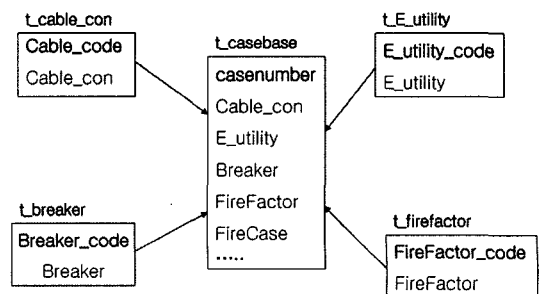 t_cable_con
Cable_code
Cable_con
t_casebase
casenumber
Cable_con
E_utility
Breaker
FireFactor
FireCase
.....
t_E_utility
E_utility_code
E_utility
t_breaker
Breaker_code
Breaker
t_firefactor
FireFactor_code
FireFactor